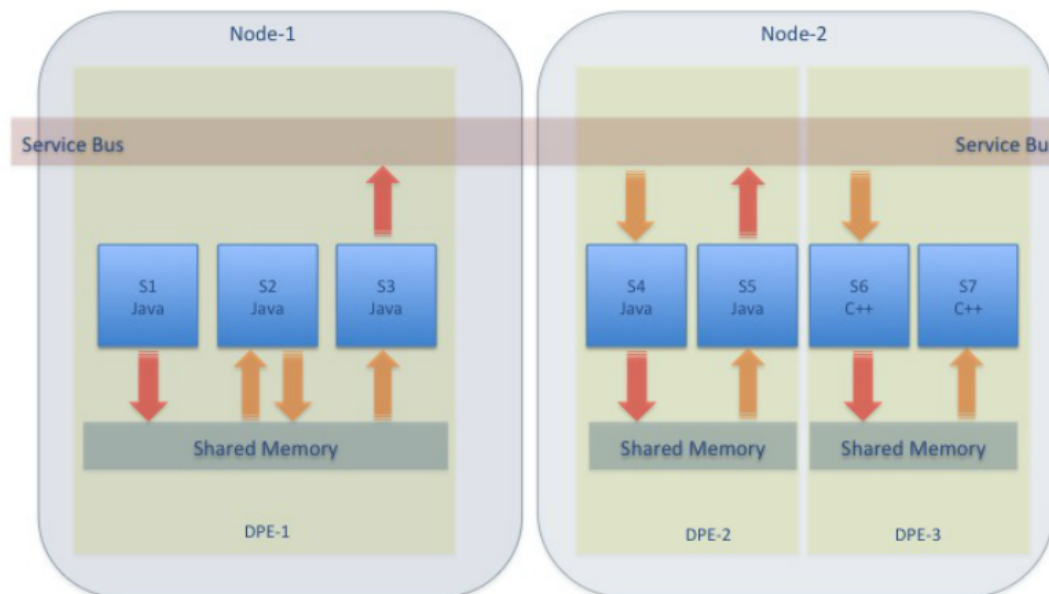 Node-1
Node-2
Service Bus
Service Bu
S1
Java
S2
Java
S3
Java
S4
Java
S5
Java
S6
C++
S7
C++
Shared Memory
Shared Memory
Shared Memory
DPE-1
DPE-2
DPE-3